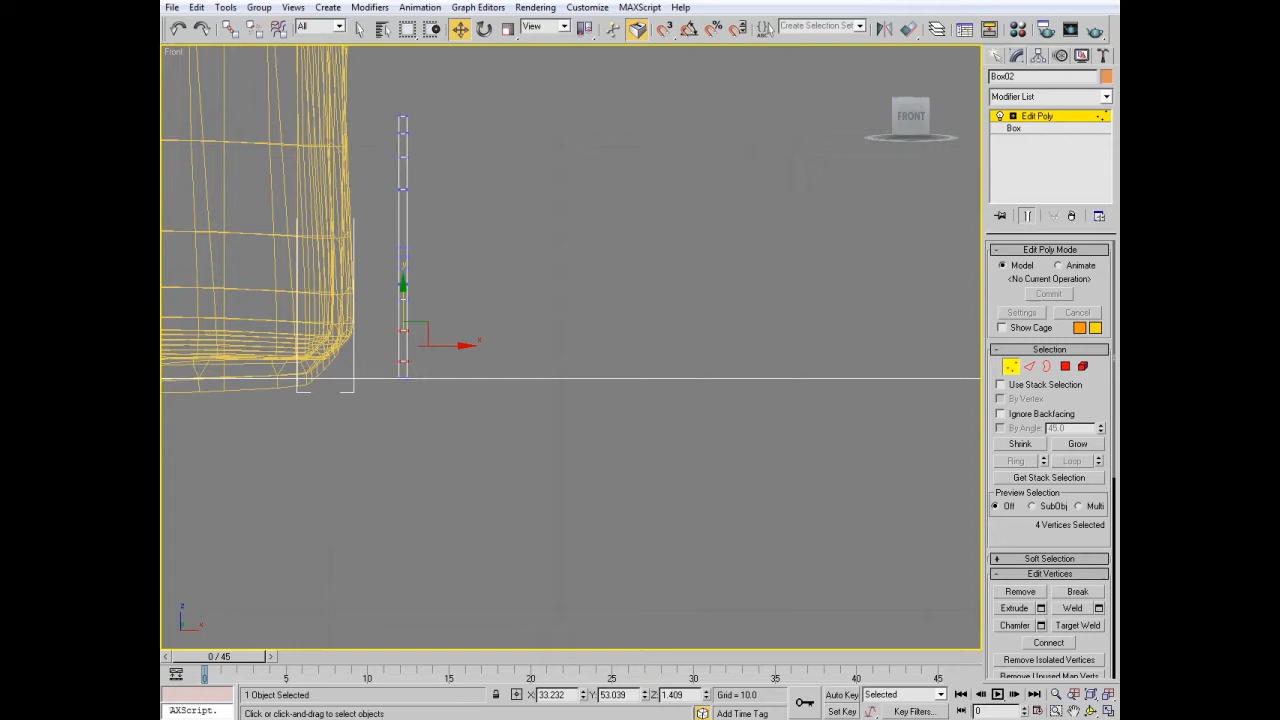 File Edit Tools Group Views Create Modifiers Animation Graph Editors Rendering Customize MAXScript Help
All
View
Create Selection Set
Front
FRONT
Box02
Modifier List
Edit Poly
Box
Edit Poly Mode
Model Animate
<No Current Operation>
Commit
Settings Cancel
Show Cage
Selection
Use Stack Selection
By Vertex
Ignore Backfacing
By Angle: 45.0
Shrink Grow
Ring Loop
Get Stack Selection
Preview Selection
Off SubObj Multi
4 Vertices Selected
Soft Selection
Edit Vertices
Remove Break
Extrude Weld
Chamfer Target Weld
Connect
Remove Isolated Vertices
Remove Unused Map Verts
x
z
x
0 / 45
0 5 10 15 20 25 30 35 40 45
1 Object Selected X: 33.232 Y: 53.039 Z: 1.409 Grid = 10.0 Auto Key Selected
Click or click-and-drag to select objects Add Time Tag Set Key Key Filters... 0